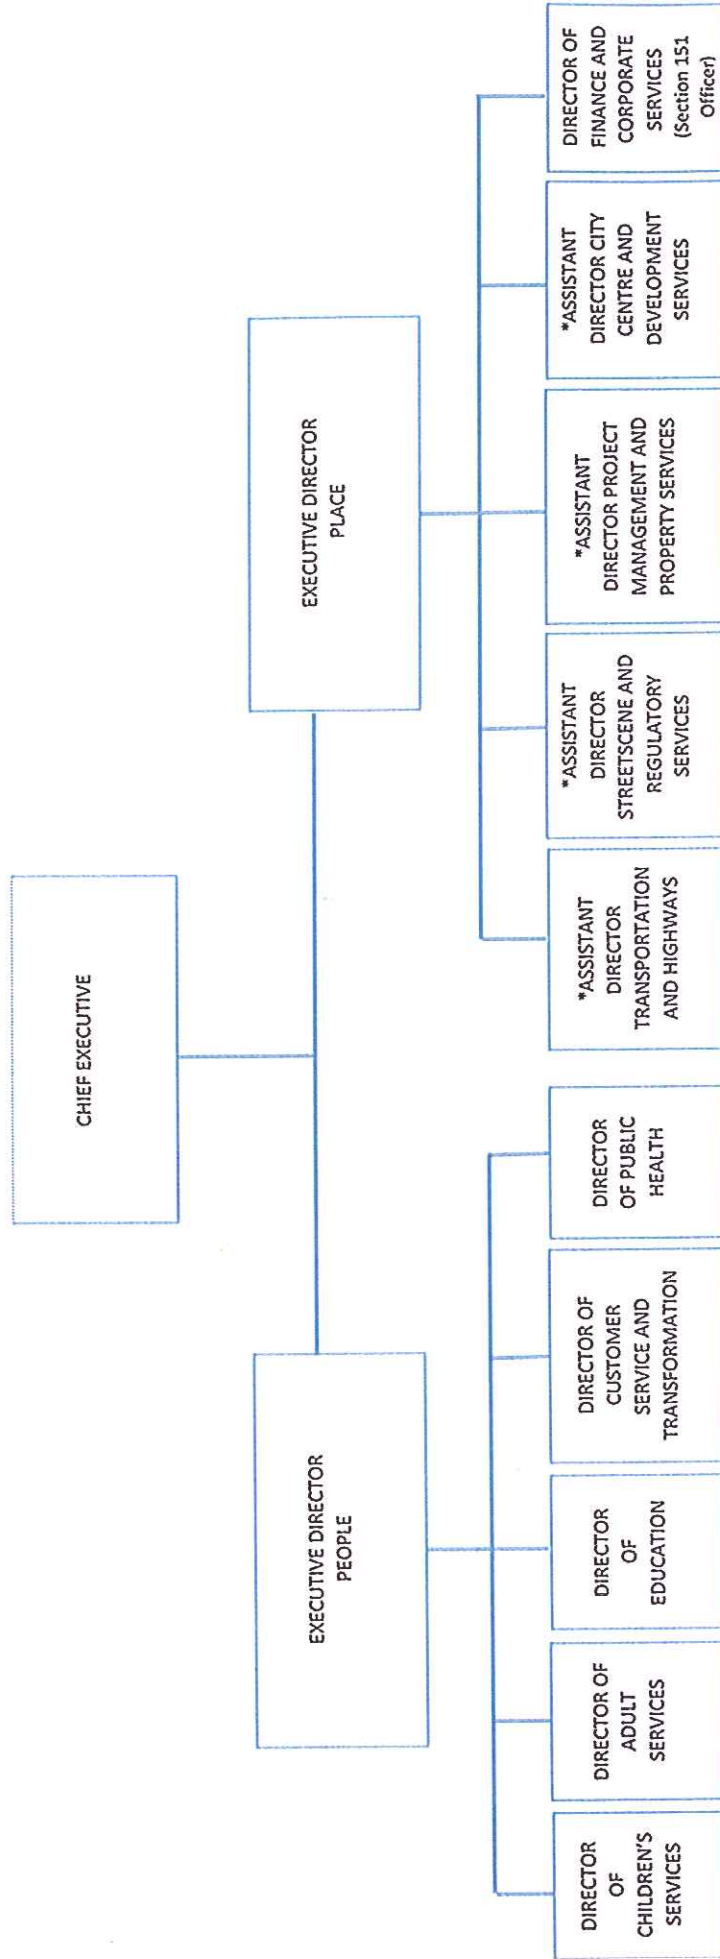 CHIEF EXECUTIVE
EXECUTIVE DIRECTOR
PEOPLE
EXECUTIVE DIRECTOR
PLACE
DIRECTOR
OF
CHILDREN'S
SERVICES
DIRECTOR OF
ADULT
SERVICES
DIRECTOR
OF
EDUCATION
DIRECTOR OF
CUSTOMER
SERVICE AND
TRANSFORMATION
DIRECTOR
OF PUBLIC
HEALTH
*ASSISTANT
DIRECTOR
TRANSPORTATION
AND HIGHWAYS
*ASSISTANT
DIRECTOR
STREETSCENE AND
REGULATORY
SERVICES
*ASSISTANT
DIRECTOR PROJECT
MANAGEMENT AND
PROPERTY SERVICES
*ASSISTANT
DIRECTOR CITY
CENTRE AND
DEVELOPMENT
SERVICES
DIRECTOR OF
FINANCE AND
CORPORATE
SERVICES
(Section 151
Officer)